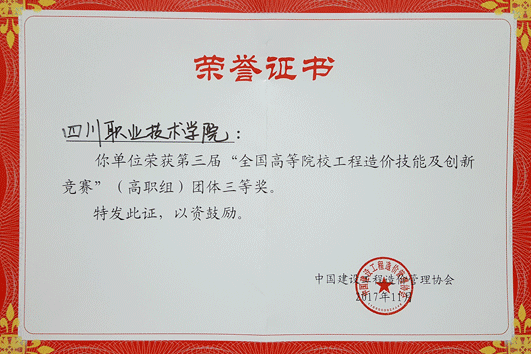 荣誉证书
四川职业技术学院：
你单位荣获第三届“全国高等院校工程造价技能及创新
竞赛”（高职组）团体三等奖。
特发此证，以资鼓励。
中国建设工程造价管理协会
2017年11月